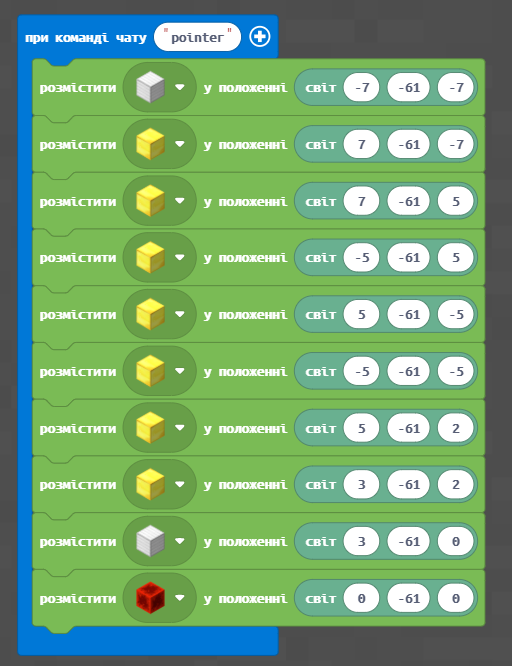 при команді чату "pointer"
розмістити у положенні світ -7 -61 -7
розмістити у положенні світ 7 -61 -7
розмістити у положенні світ 7 -61 5
розмістити у положенні світ -5 -61 5
розмістити у положенні світ 5 -61 -5
розмістити у положенні світ -5 -61 -5
розмістити у положенні світ 5 -61 2
розмістити у положенні світ 3 -61 2
розмістити у положенні світ 3 -61 0
розмістити у положенні світ 0 -61 0